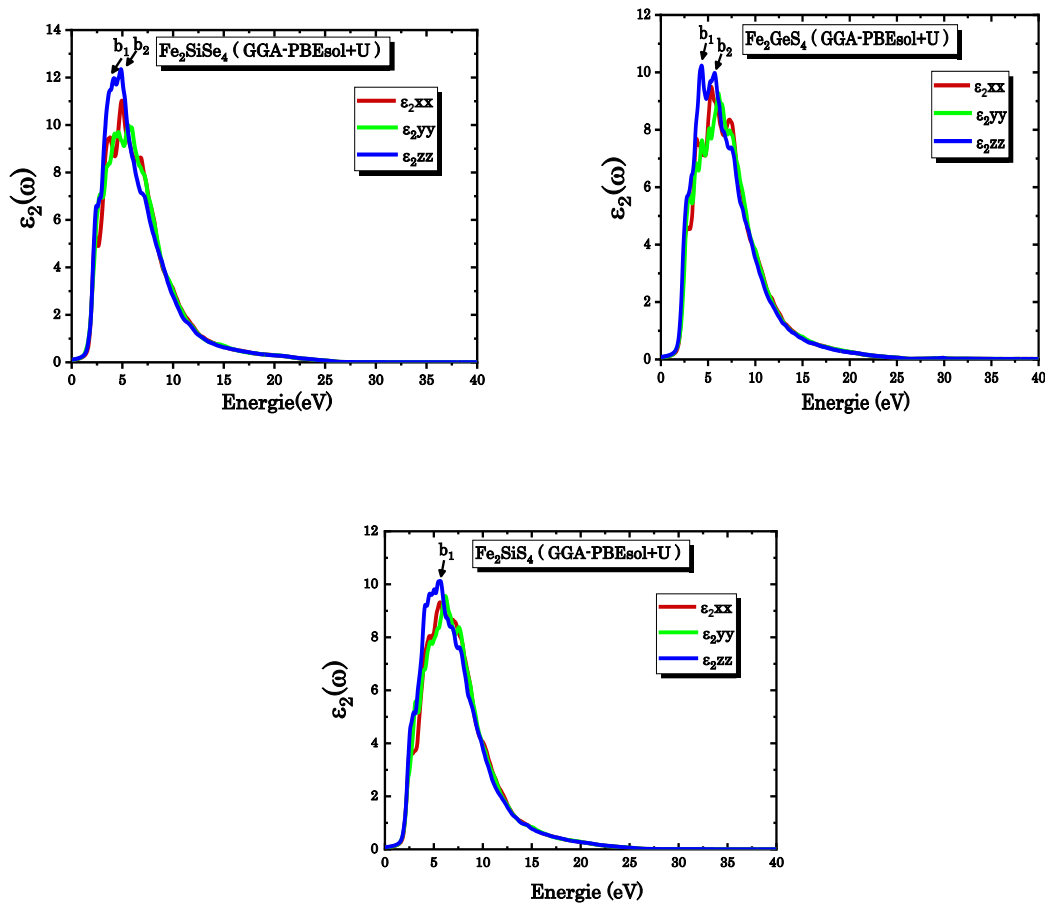 b₁ b₂
Fe₂SiSe₄ ( GGA-PBEsol+U )
ε₂xx
ε₂yy
ε₂zz
ε₂(ω)
14
12
10
8
6
4
2
0
0 5 10 15 20 25 30 35 40
Energie(eV)
b₁ b₂
Fe₂GeS₄ ( GGA-PBEsol+U )
ε₂xx
ε₂yy
ε₂zz
ε₂(ω)
12
10
8
6
4
2
0
0 5 10 15 20 25 30 35 40
Energie (eV)
b₁
Fe₂SiS₄ ( GGA-PBEsol+U )
ε₂xx
ε₂yy
ε₂zz
ε₂(ω)
12
10
8
6
4
2
0
0 5 10 15 20 25 30 35 40
Energie (eV)